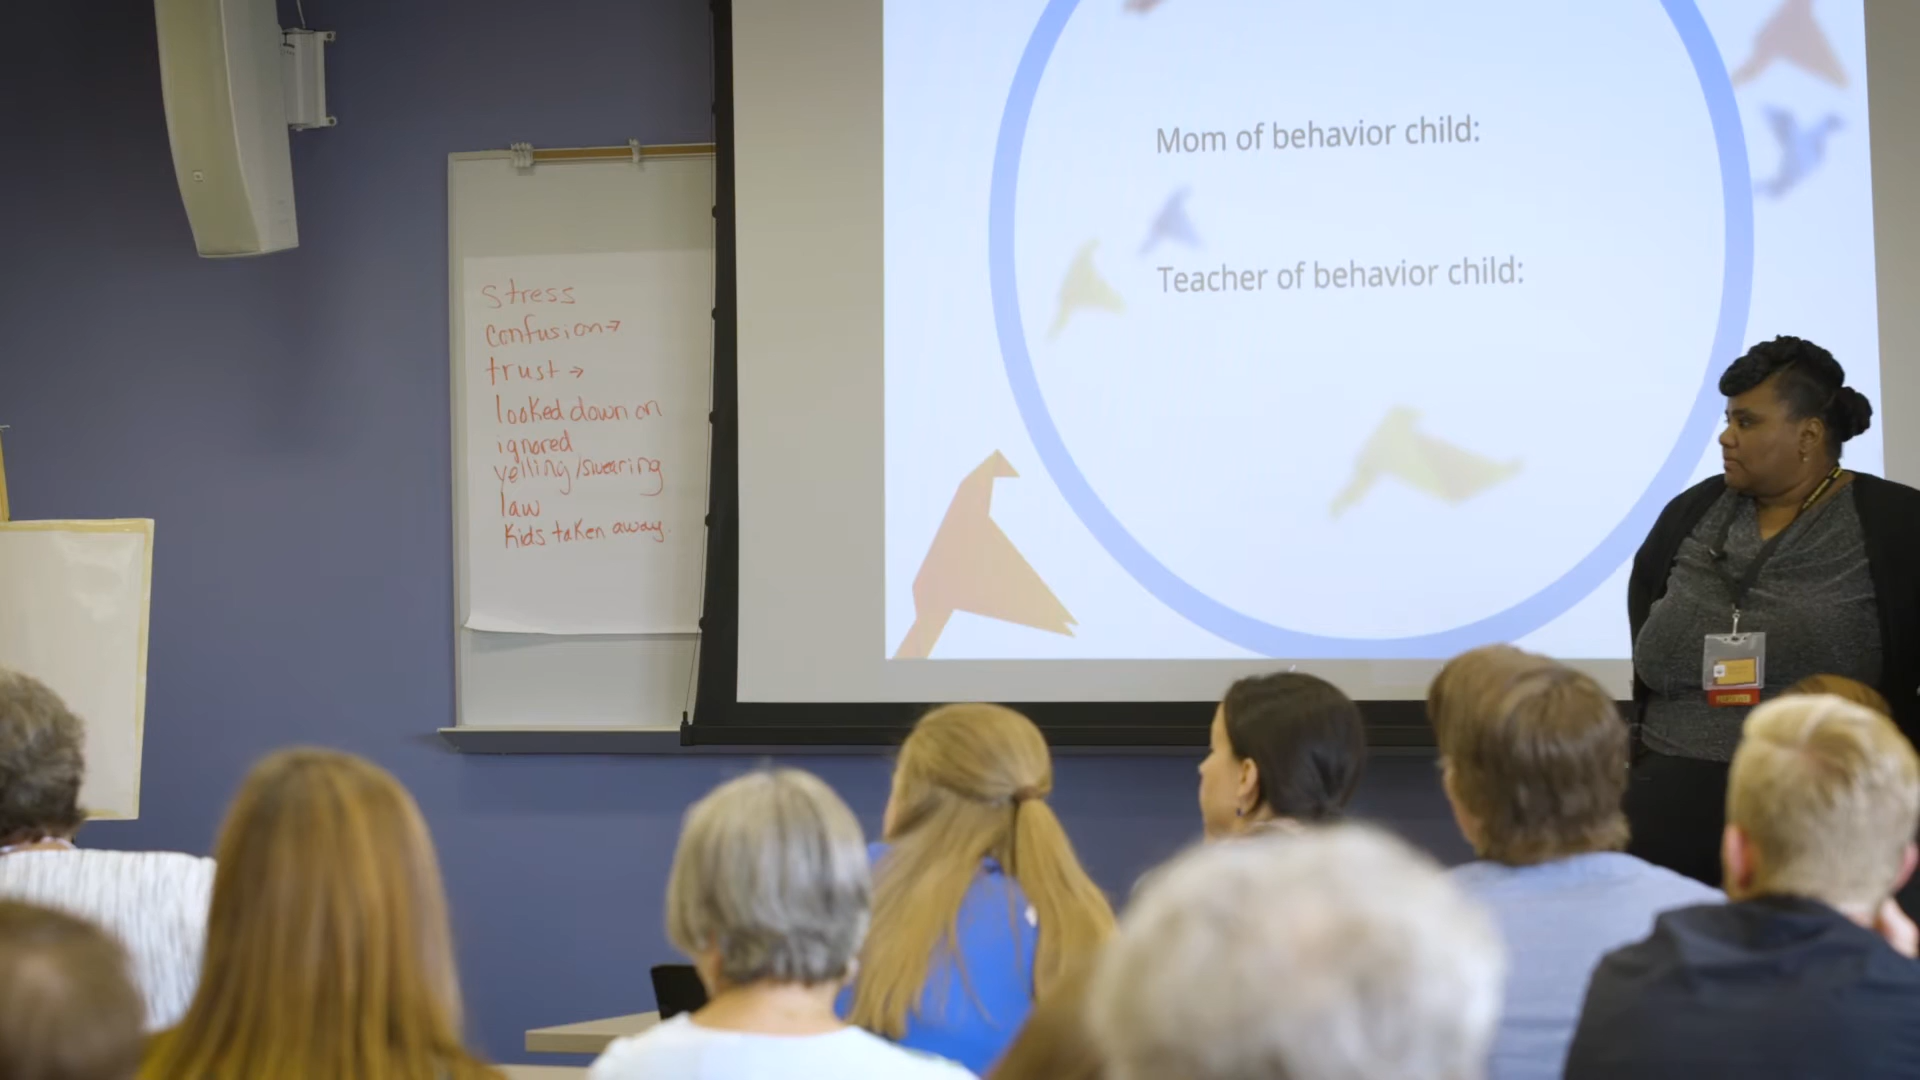 Stress
confusion→
trust →
looked down on
ignored
yelling/swearing
law
kids taken away.
Mom of behavior child:
Teacher of behavior child: